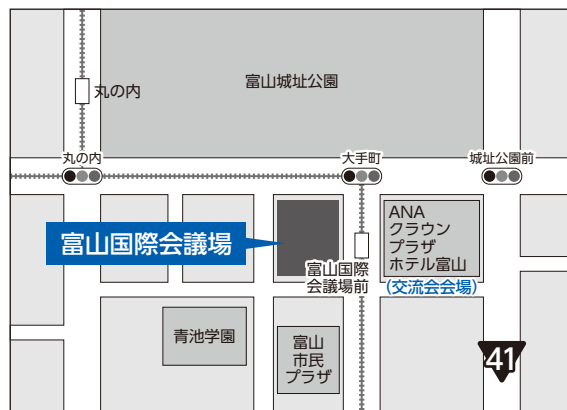 富山城址公園
丸の内
丸の内
大手町
城址公園前
ANA
クラウン
プラザ
ホテル富山
(交流会会場)
富山国際会議場
富山国際
会議場前
青池学園
富山
市民
プラザ
41